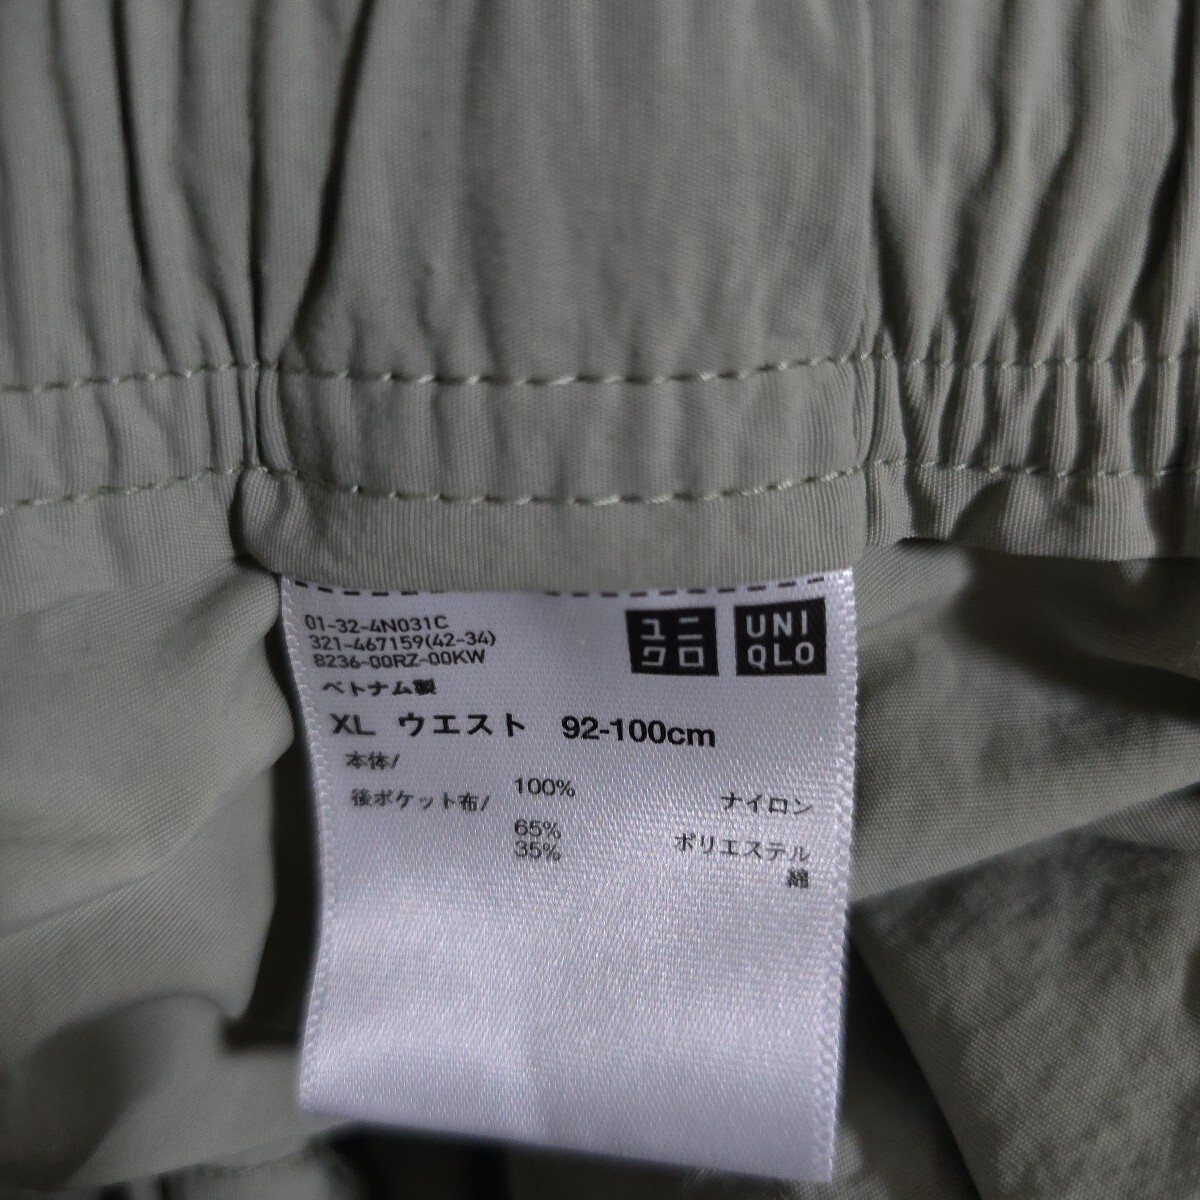 01-32-4N031C
321-467159(42-34)
8236-00RZ-00KW
ユニ
クロ
UNI
QLO
ベトナム製
XL ウエスト 92-100cm
本体/
100% ナイロン
後ポケット布/
65% ポリエステル
35% 綿